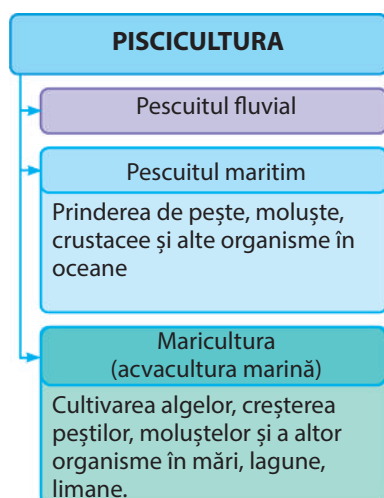 PISCICULTURA
Pescuitul fluvial
Pescuitul maritim
Prinderea de pește, moluște,
crustacee și alte organisme în
oceane
Maricultura
(acvacultura marină)
Cultivarea algelor, creșterea
peștilor, moluștelor și a altor
organisme în mări, lagune,
limane.